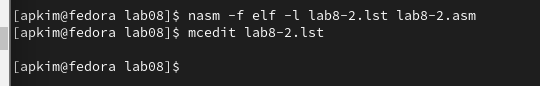 [apkim@fedora lab08]$ nasm -f elf -l lab8-2.lst lab8-2.asm
[apkim@fedora lab08]$ mcedit lab8-2.lst
[apkim@fedora lab08]$